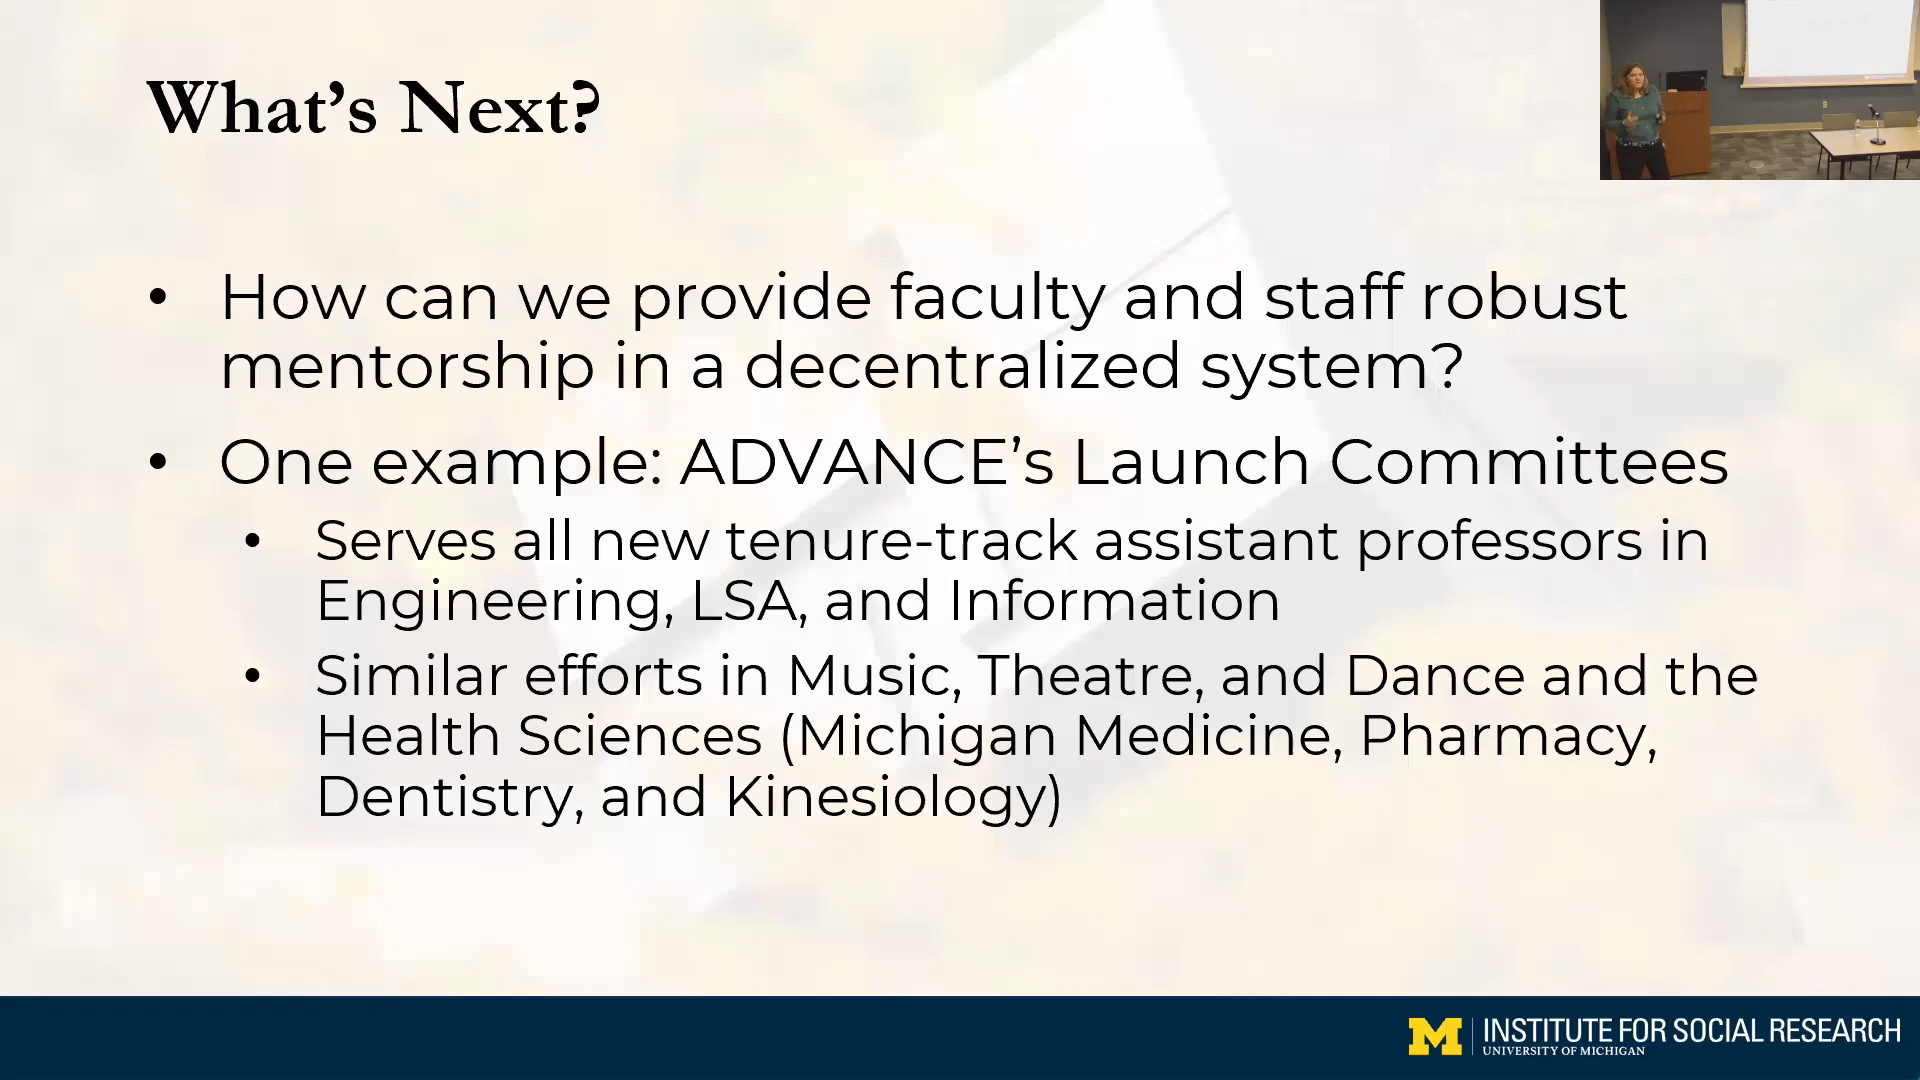 What's Next?
• How can we provide faculty and staff robust
mentorship in a decentralized system?
• One example: ADVANCE's Launch Committees
• Serves all new tenure-track assistant professors in
Engineering, LSA, and Information
• Similar efforts in Music, Theatre, and Dance and the
Health Sciences (Michigan Medicine, Pharmacy,
Dentistry, and Kinesiology)
M INSTITUTE FOR SOCIAL RESEARCH
UNIVERSITY OF MICHIGAN